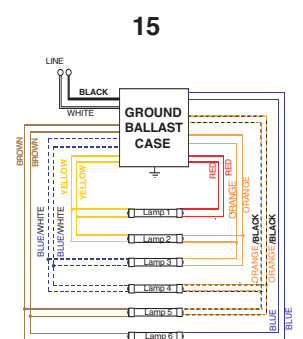 15
LINE
BLACK
WHITE
GROUND
BALLAST
CASE
BROWN
BROWN
BLUE/WHITE
BLUE/WHITE
YELLOW
YELLOW
RED
RED
ORANGE
ORANGE
ORANGE/BLACK
ORANGE/BLACK
BLUE
BLUE
Lamp 1
Lamp 2
Lamp 3
Lamp 4
Lamp 5
Lamp 6